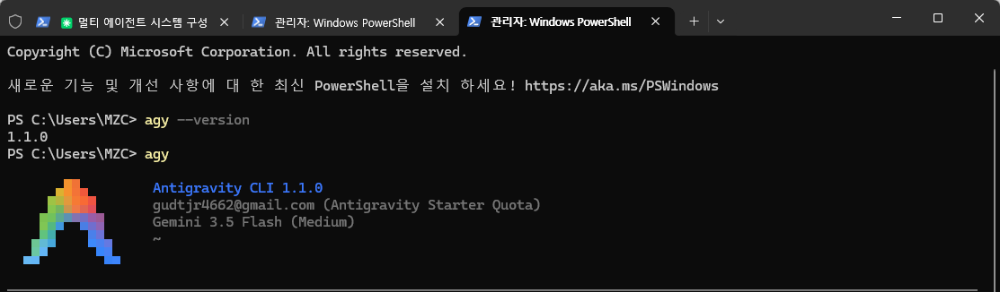 멀티 에이전트 시스템 구성
관리자: Windows PowerShell
관리자: Windows PowerShell
Copyright (C) Microsoft Corporation. All rights reserved.
새로운 기능 및 개선 사항에 대 한 최신 PowerShell을 설치 하세요! https://aka.ms/PSWindows
PS C:\Users\MZC> agy --version
1.1.0
PS C:\Users\MZC> agy
Antigravity CLI 1.1.0
gudtjr4662@gmail.com (Antigravity Starter Quota)
Gemini 3.5 Flash (Medium)
~